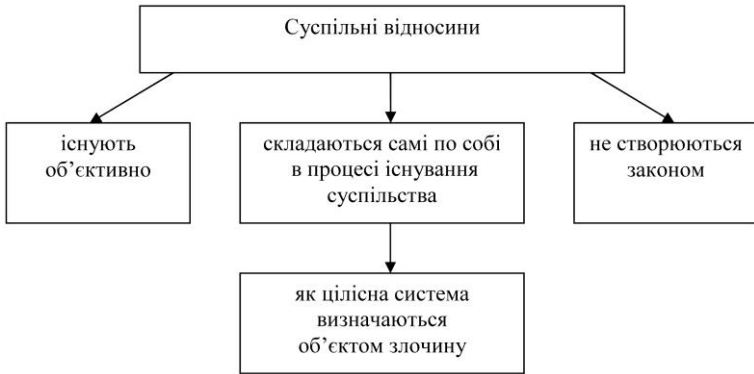 Суспільні відносини
існують
об’єктивно
складаються самі по собі
в процесі існування
суспільства
не створюються
законом
як цілісна система
визначаються
об’єктом злочину